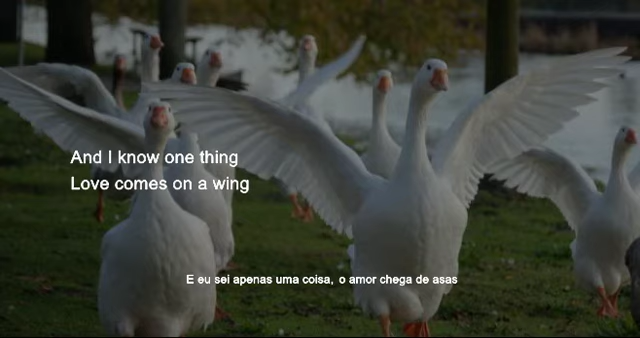 And I know one thing
Love comes on a wing
E eu sei apenas uma coisa, o amor chega de asas